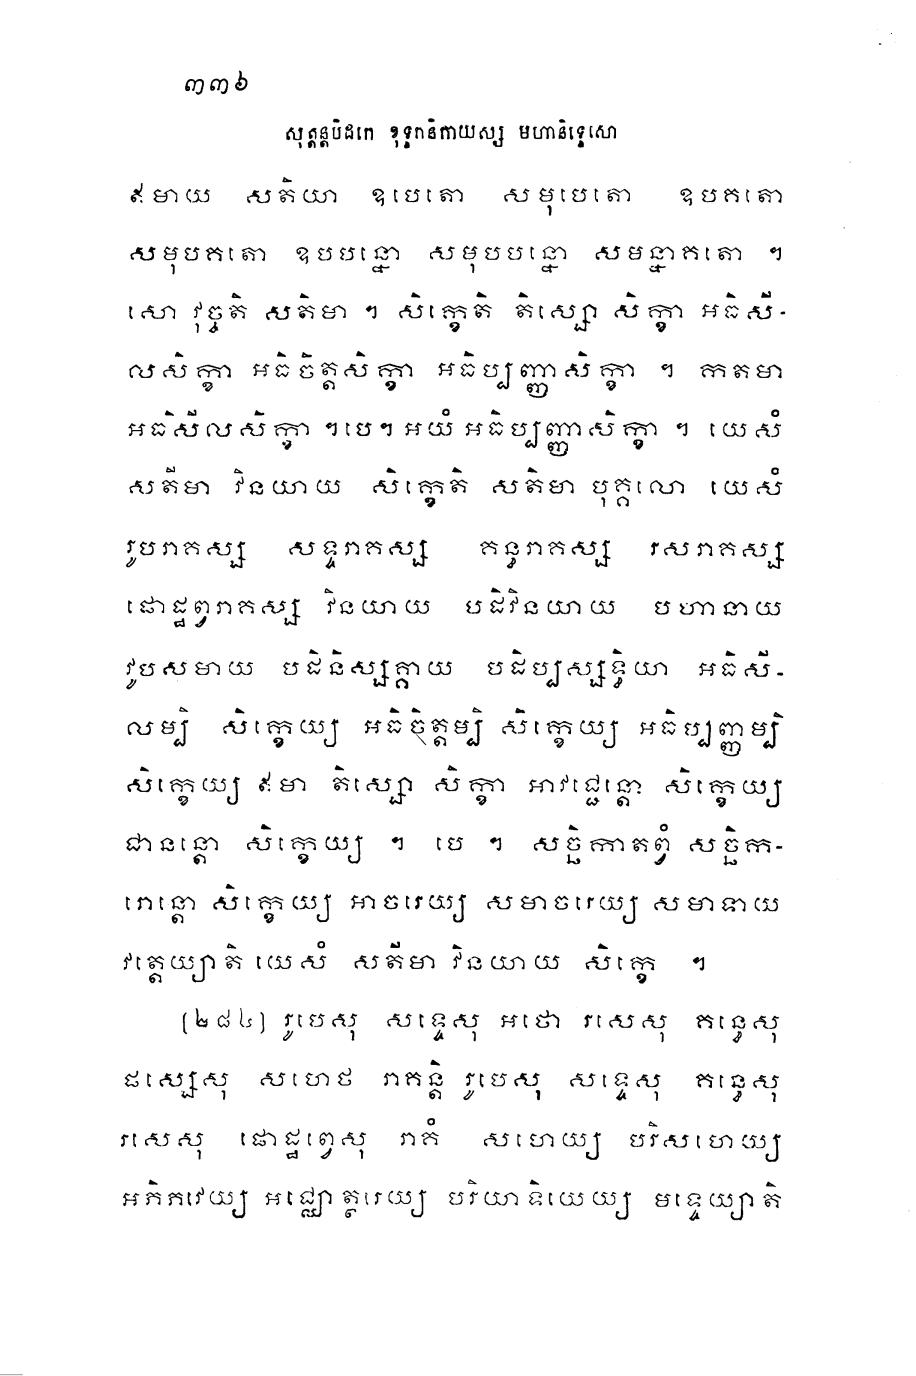 ៣៣៦
សុត្តន្តបិដកេ ខុទ្ទកនិកាយស្ស មហានិទ្ទេសោ
ឥមាយ សតិយា ឧបេតោ សមុបេតោ ឧបគតោ
សមុបគតោ ឧបបន្នោ សមុបបន្នោ សមន្នាគតោ ។
សោ វុច្ចតិ សតិមា ។ សិក្ខេតិ តិស្សោ សិក្ខា អធិសី-
លសិក្ខា អធិចិត្តសិក្ខា អធិប្បញ្ញាសិក្ខា ។ កតមា
អធិសីលសិក្ខា ។បេ។ អយំ អធិប្បញ្ញាសិក្ខា ។ យេសំ
សតីមា វិនយាយ សិក្ខេតិ សតិមា បុគ្គលោ យេសំ
រូបរាគស្ស សទ្ទរាគស្ស គន្ធរាគស្ស រសរាគស្ស
ផោដ្ឋព្វរាគស្ស វិនយាយ បដិវិនយាយ បហានាយ
វូបសមាយ បដិនិស្សគ្គាយ បដិប្បស្សទ្ធិយា អធិសី-
លម្បិ សិក្ខេយ្យ អធិចិត្តម្បិ សិក្ខេយ្យ អធិប្បញ្ញម្បិ
សិក្ខេយ្យ ឥមា តិស្សោ សិក្ខា អាវជ្ជេន្តោ សិក្ខេយ្យ
ជានន្តោ សិក្ខេយ្យ ។ បេ ។ សច្ឆិកាតព្វំ សច្ឆិក-
រោន្តោ សិក្ខេយ្យ អាចរេយ្យ សមាចរេយ្យ សមាទាយ
វត្តេយ្យាតិ យេសំ សតីមា វិនយាយ សិក្ខេ ។
(២៨៤) រូបេសុ សទ្ទេសុ អថោ រសេសុ គន្ធេសុ
ផស្សេសុ សហេថ រាគន្តិ រូបេសុ សទ្ទេសុ គន្ធេសុ
រសេសុ ផោដ្ឋព្វេសុ រាគំ សហេយ្យ បរិសហេយ្យ
អភិភវេយ្យ អជ្ឈោត្ថរេយ្យ បរិយាទិយេយ្យ មទ្ទេយ្យាតិ